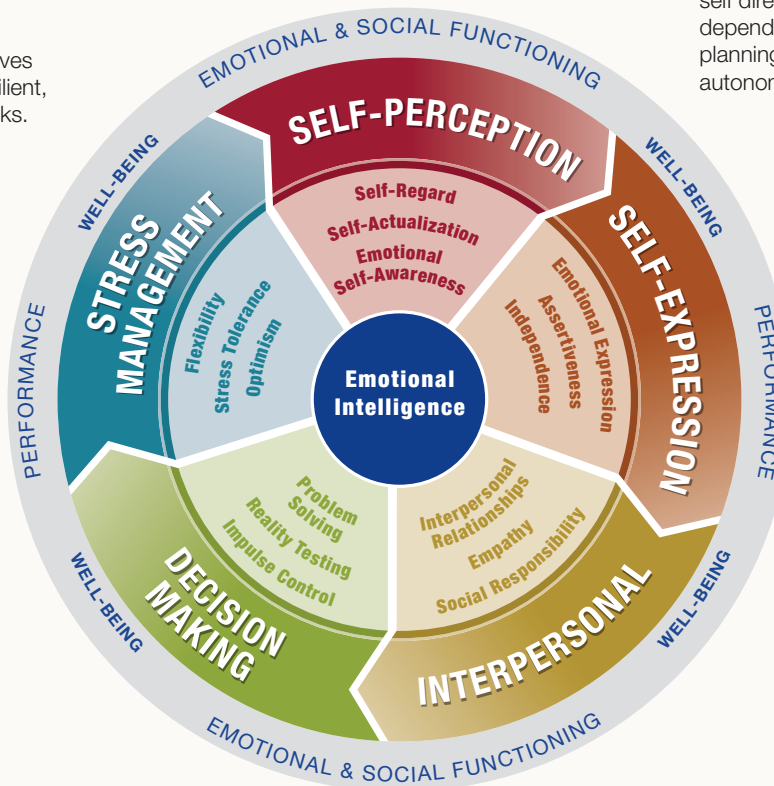 ves
ilient,
ks.
self dire
depend
planning
autonom
EMOTIONAL & SOCIAL FUNCTIONING
WELL-BEING
WELL-BEING
PERFORMANCE
PERFORMANCE
WELL-BEING
WELL-BEING
EMOTIONAL & SOCIAL FUNCTIONING
SELF-PERCEPTION
Self-Regard
Self-Actualization
Emotional
Self-Awareness
SELF-EXPRESSION
Emotional Expression
Assertiveness
Independence
INTERPERSONAL
Interpersonal
Relationships
Empathy
Social Responsibility
DECISION
MAKING
Problem
Solving
Reality Testing
Impulse Control
STRESS
MANAGEMENT
Flexibility
Stress Tolerance
Optimism
Emotional
Intelligence